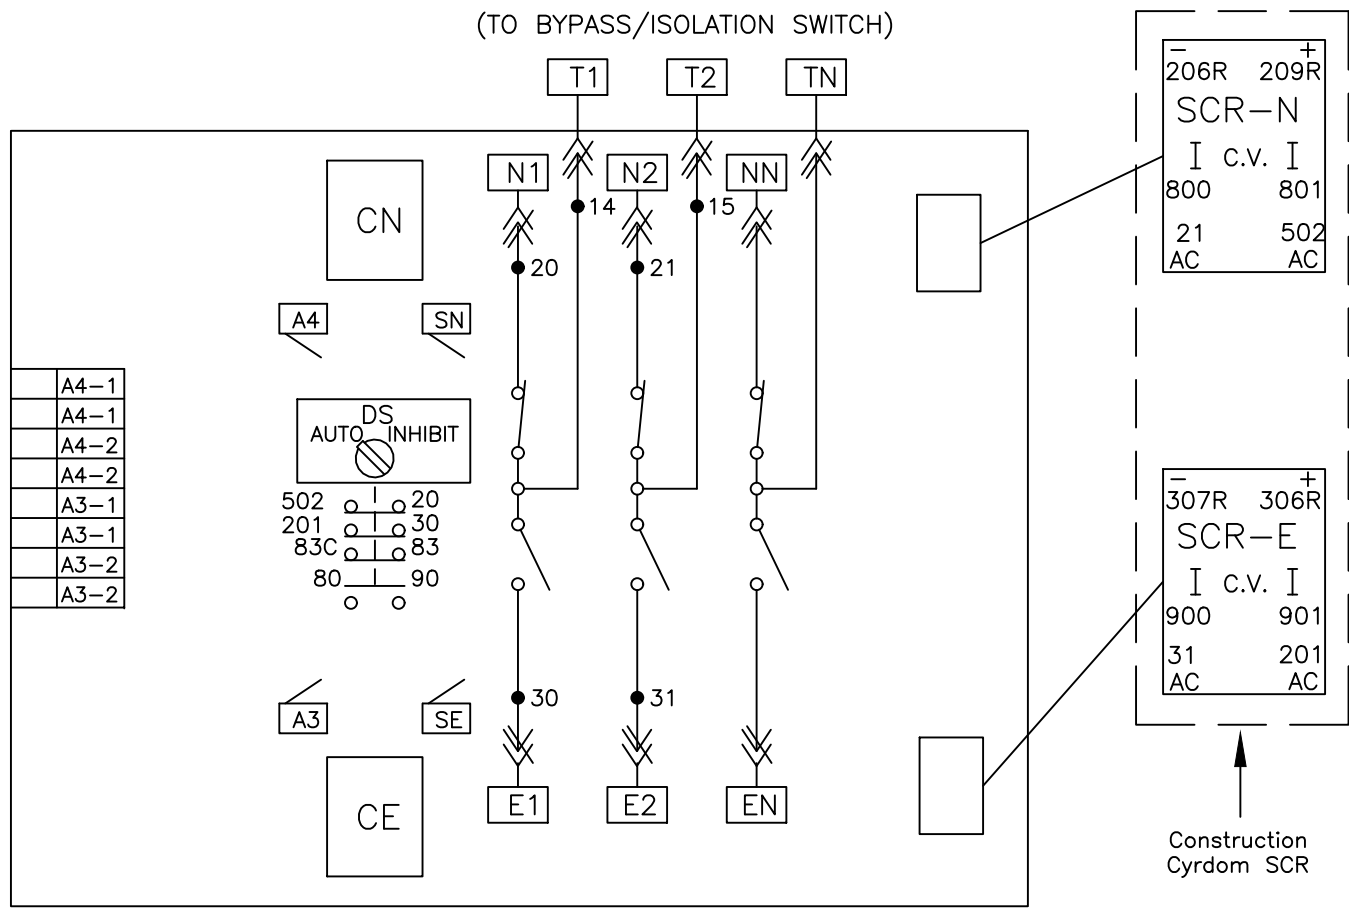 (TO BYPASS/ISOLATION SWITCH)
T1 T2 TN
N1 N2 NN
14 15
20 21
CN
A4 SN
A4-1
A4-1
A4-2
A4-2
A3-1
A3-1
A3-2
A3-2
DS
AUTO INHIBIT
502 20
201 30
83C 83
80 90
A3 SE
30 31
CE
E1 E2 EN
- +
206R 209R
SCR-N
I C.V. I
800 801
21 502
AC AC
- +
307R 306R
SCR-E
I C.V. I
900 901
31 201
AC AC
Construction
Cyrdom SCR